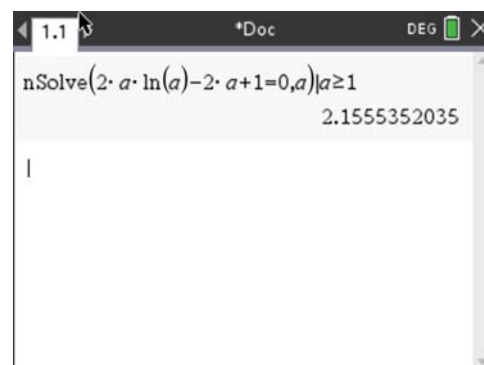 1.1 *Doc DEG
nSolve(2· a· ln(a)−2· a+1=0,a)|a≥1
2.1555352035